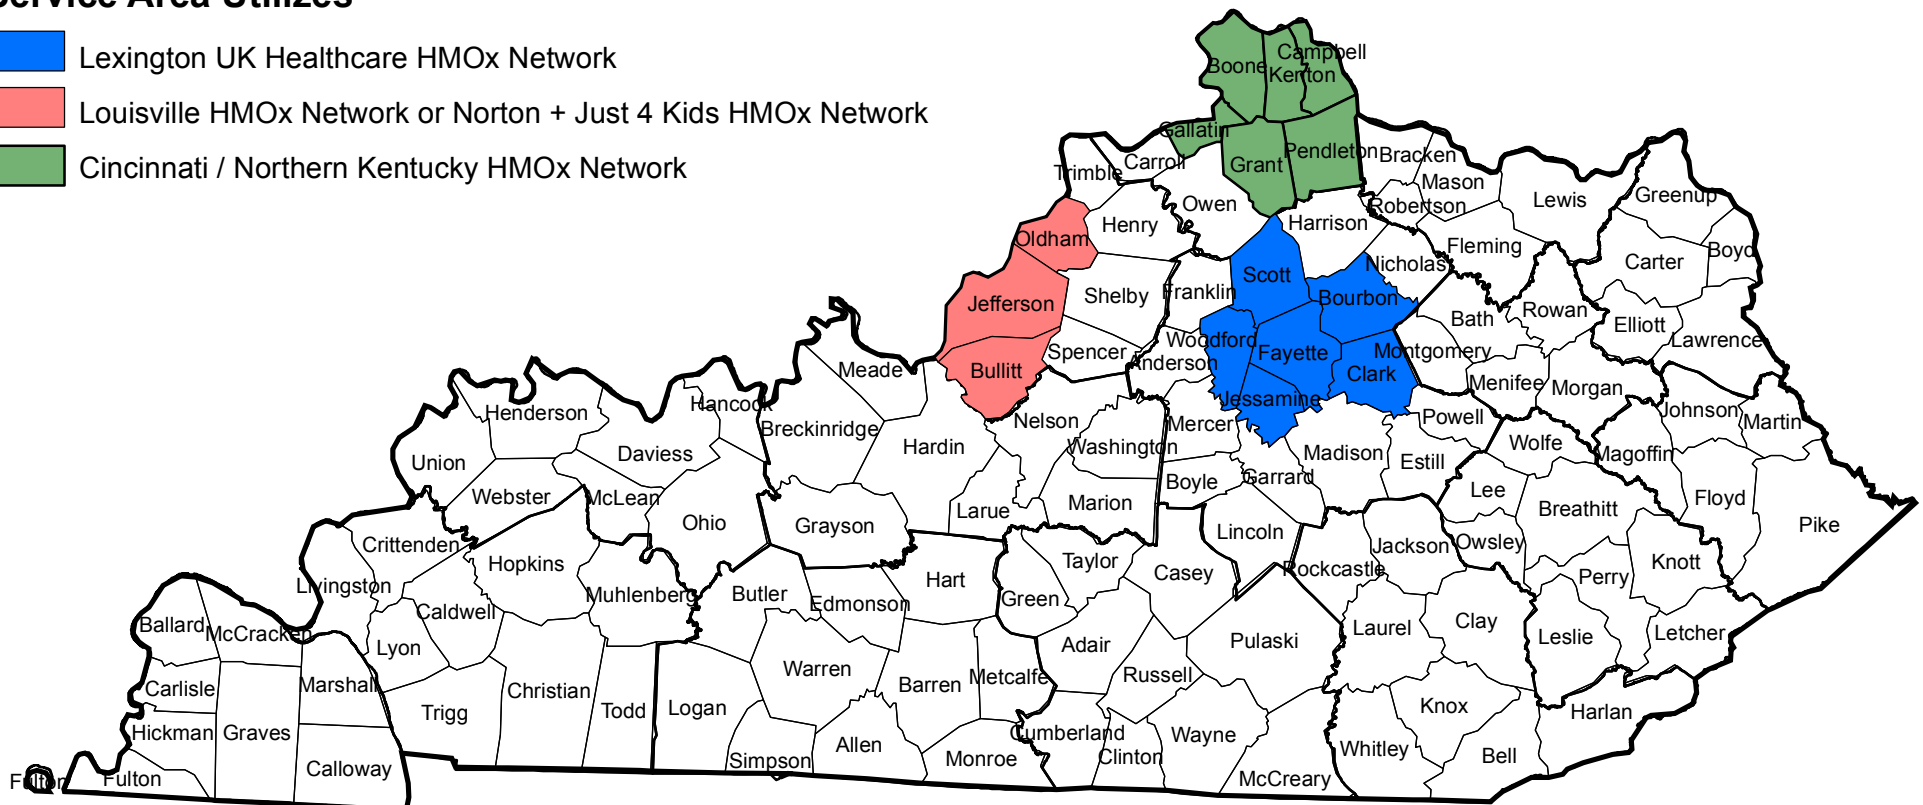 Service Area Utilizes
Lexington UK Healthcare HMOx Network
Louisville HMOx Network or Norton + Just 4 Kids HMOx Network
Cincinnati / Northern Kentucky HMOx Network
Campbell
Boone
Kenton
Gallatin
Grant
Pendleton
Bracken
Carroll
Trimble
Mason
Robertson
Lewis
Greenup
Owen
Henry
Harrison
Oldham
Fleming
Boyd
Carter
Nicholas
Scott
Franklin
Shelby
Bourbon
Jefferson
Bath
Rowan
Elliott
Lawrence
Woodford
Fayette
Montgomery
Spencer
Anderson
Clark
Bullitt
Meade
Menifee
Morgan
Jessamine
Hancock
Henderson
Breckinridge
Nelson
Mercer
Powell
Johnson
Martin
Washington
Hardin
Daviess
Union
Madison
Estill
Wolfe
Magoffin
Webster
McLean
Boyle
Garrard
Lee
Floyd
Marion
Larue
Breathitt
Ohio
Grayson
Pike
Lincoln
Crittenden
Jackson
Owsley
Hopkins
Taylor
Casey
Rockcastle
Knott
Livingston
Hart
Perry
Muhlenberg
Butler
Edmonson
Green
Caldwell
Ballard
McCracken
Lyon
Adair
Pulaski
Laurel
Clay
Leslie
Letcher
Warren
Metcalfe
Russell
Carlisle
Marshall
Christian
Barren
Trigg
Todd
Logan
Knox
Harlan
Hickman
Graves
Cumberland
Wayne
Allen
Whitley
Bell
Calloway
Simpson
Monroe
Clinton
McCreary
Fulton
Fulton